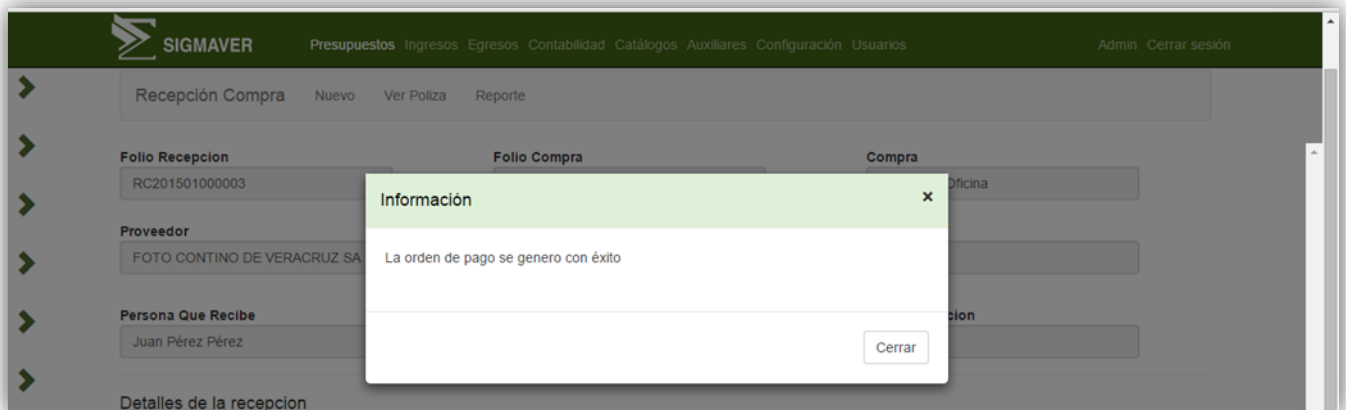 SIGMAVER Presupuestos Ingresos Egresos Contabilidad Catálogos Auxiliares Configuración Usuarios Admin Cerrar sesión
Recepción Compra Nuevo Ver Poliza Reporte
Folio Recepcion Folio Compra Compra
RC201501000003 Oficina
Información ×
Proveedor
FOTO CONTINO DE VERACRUZ SA La orden de pago se genero con éxito
Persona Que Recibe cion
Juan Pérez Pérez Cerrar
Detalles de la recepcion